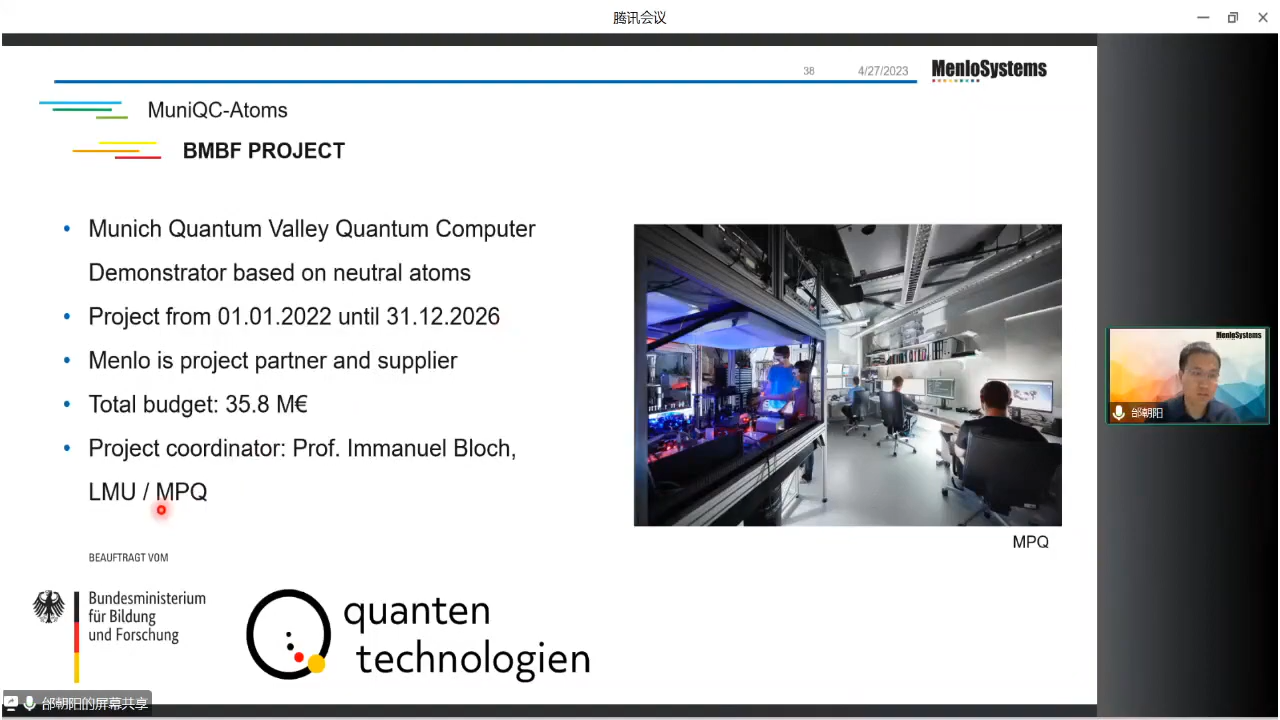 腾讯会议
38
4/27/2023
MenloSystems
MuniQC-Atoms
BMBF PROJECT
• Munich Quantum Valley Quantum Computer
Demonstrator based on neutral atoms
• Project from 01.01.2022 until 31.12.2026
• Menlo is project partner and supplier
• Total budget: 35.8 M€
• Project coordinator: Prof. Immanuel Bloch,
LMU / MPQ
MPQ
BEAUFTRAGT VOM
Bundesministerium
für Bildung
und Forschung
quanten
technologien
MenloSystems
邰朝阳
邰朝阳的屏幕共享